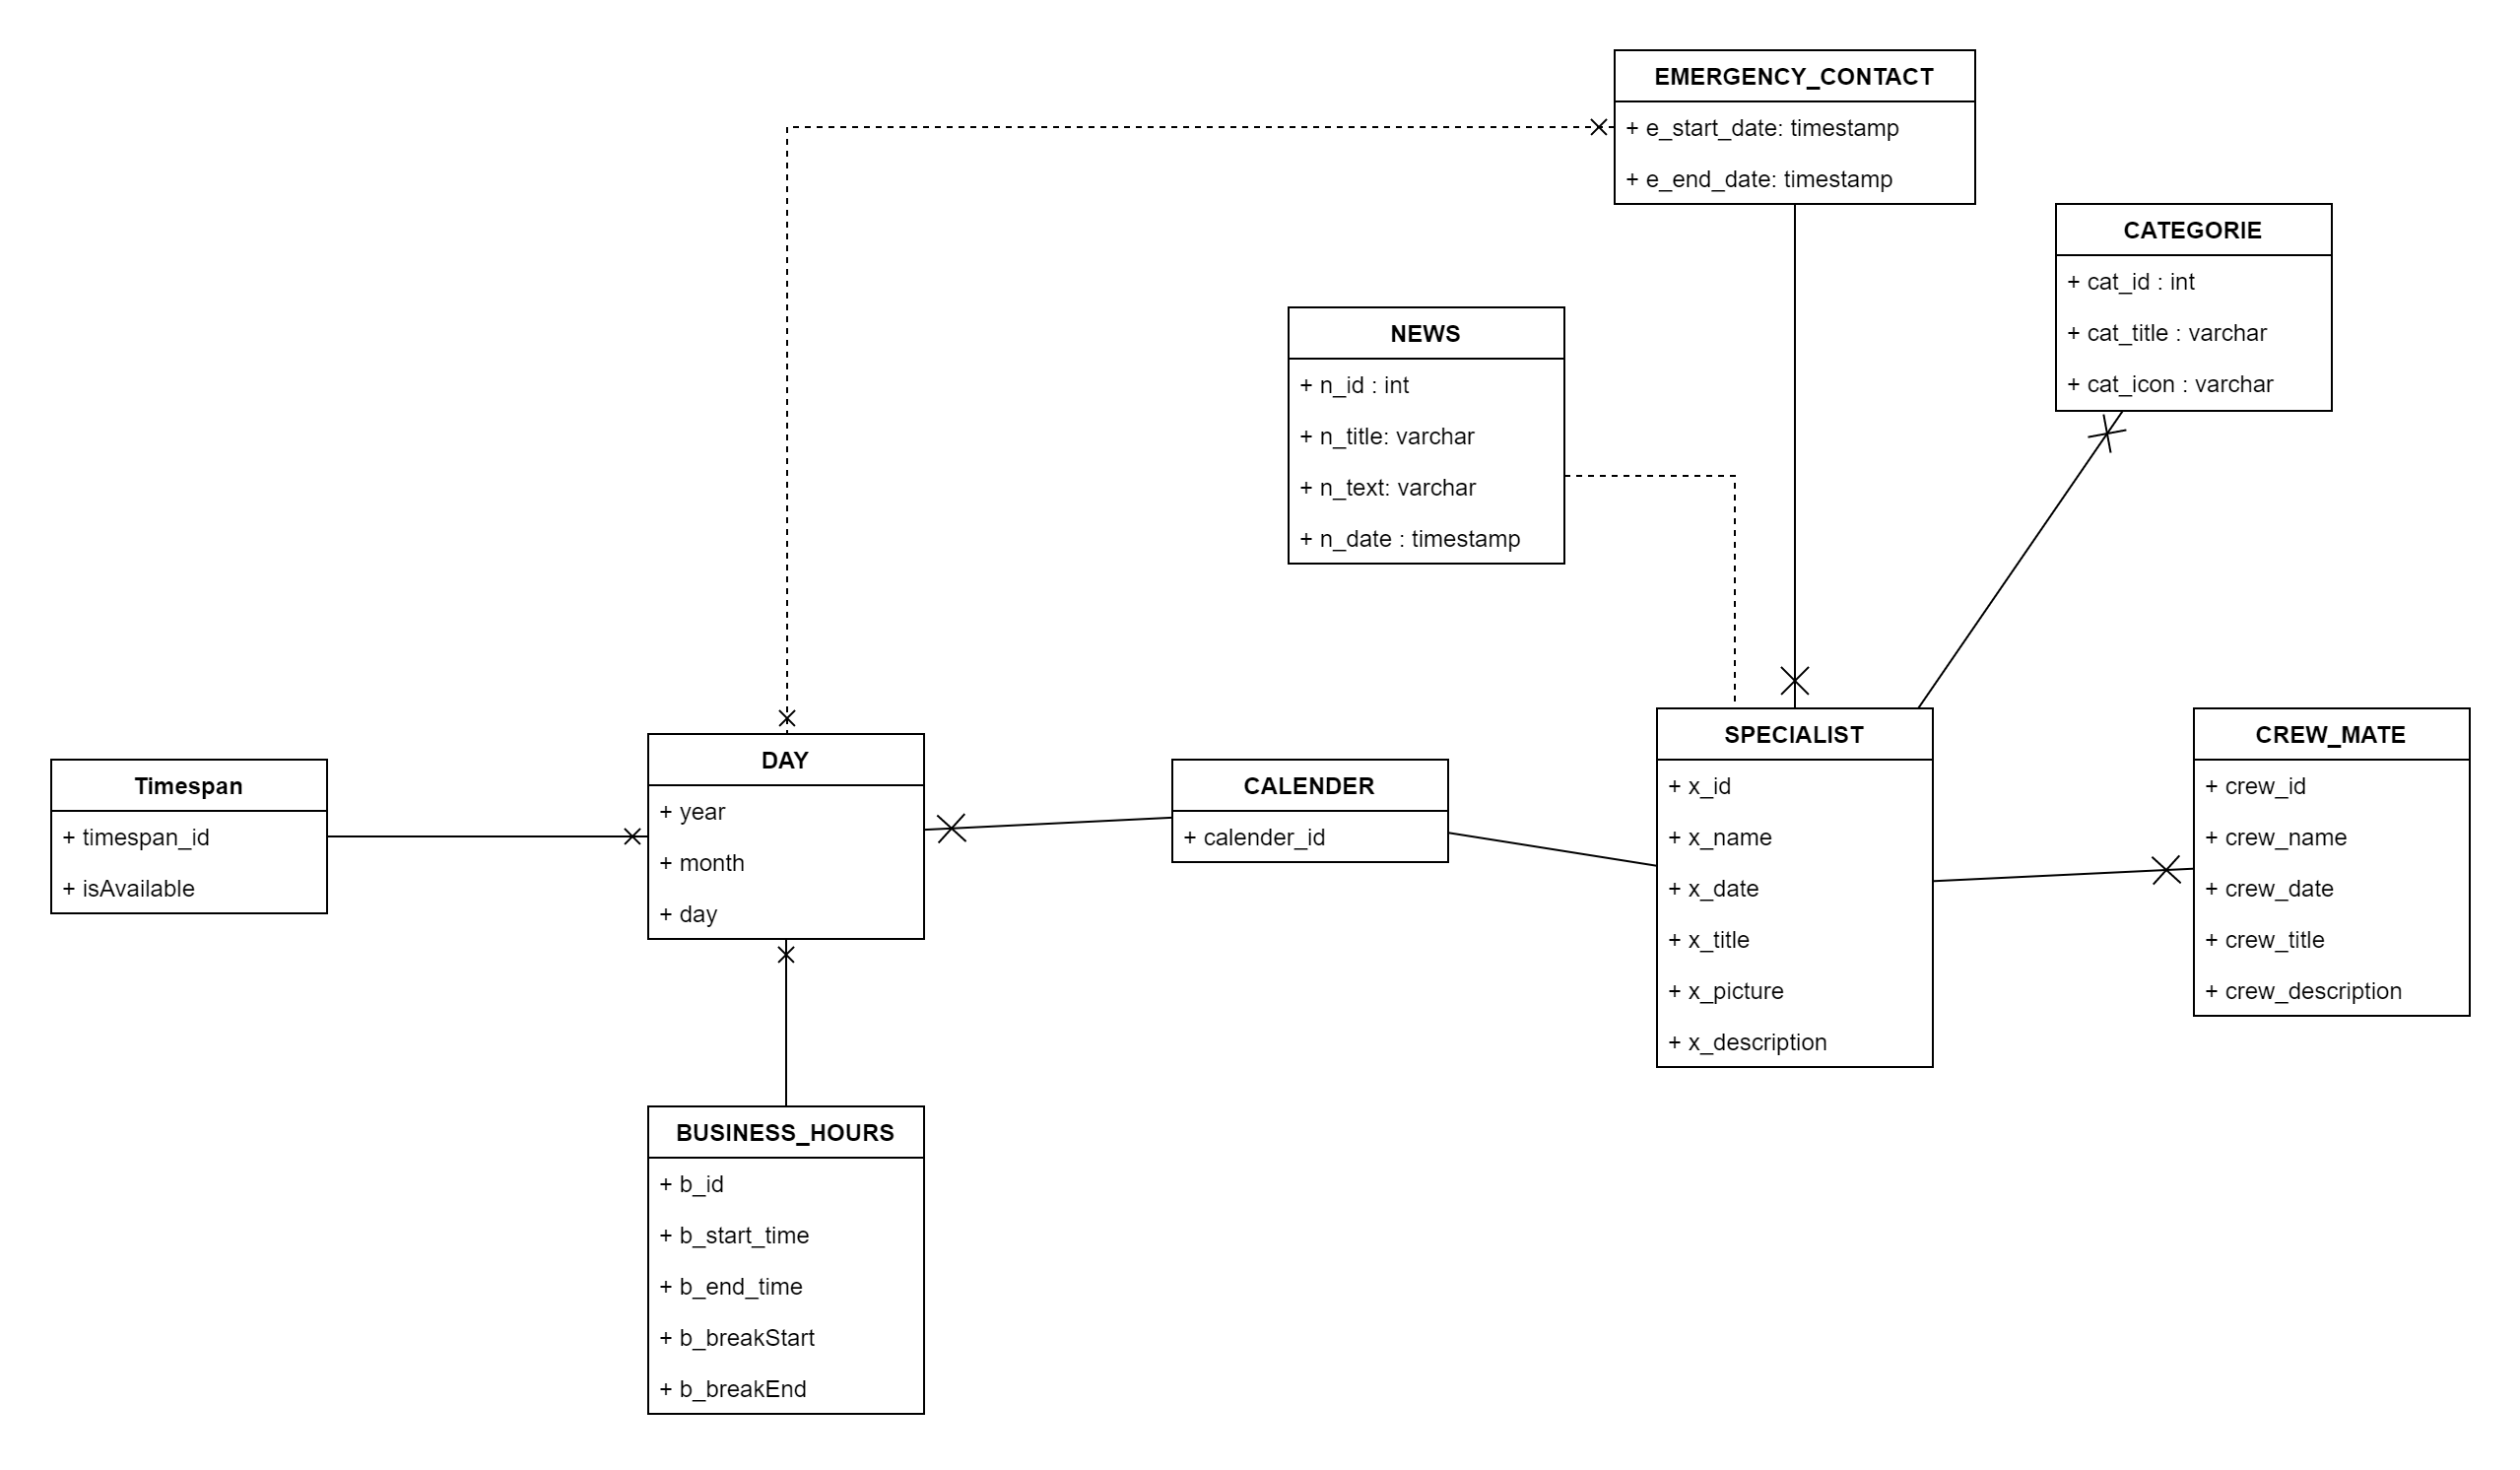 EMERGENCY_CONTACT
+ e_start_date: timestamp
+ e_end_date: timestamp
CATEGORIE
+ cat_id : int
+ cat_title : varchar
+ cat_icon : varchar
NEWS
+ n_id : int
+ n_title: varchar
+ n_text: varchar
+ n_date : timestamp
Timespan
+ timespan_id
+ isAvailable
DAY
+ year
+ month
+ day
CALENDER
+ calender_id
SPECIALIST
+ x_id
+ x_name
+ x_date
+ x_title
+ x_picture
+ x_description
CREW_MATE
+ crew_id
+ crew_name
+ crew_date
+ crew_title
+ crew_description
BUSINESS_HOURS
+ b_id
+ b_start_time
+ b_end_time
+ b_breakStart
+ b_breakEnd